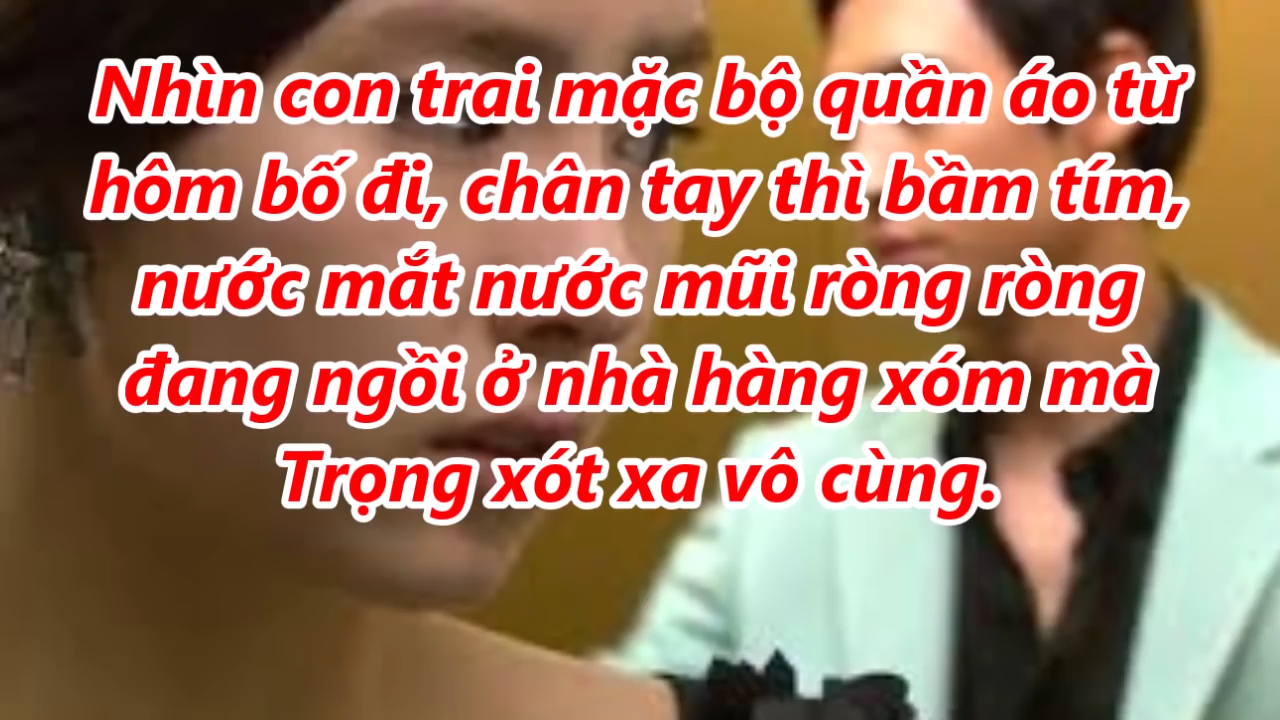 Nhìn con trai mặc bộ quần áo từ
hôm bố đi, chân tay thì bầm tím,
nước mắt nước mũi ròng ròng
đang ngồi ở nhà hàng xóm mà
Trọng xót xa vô cùng.